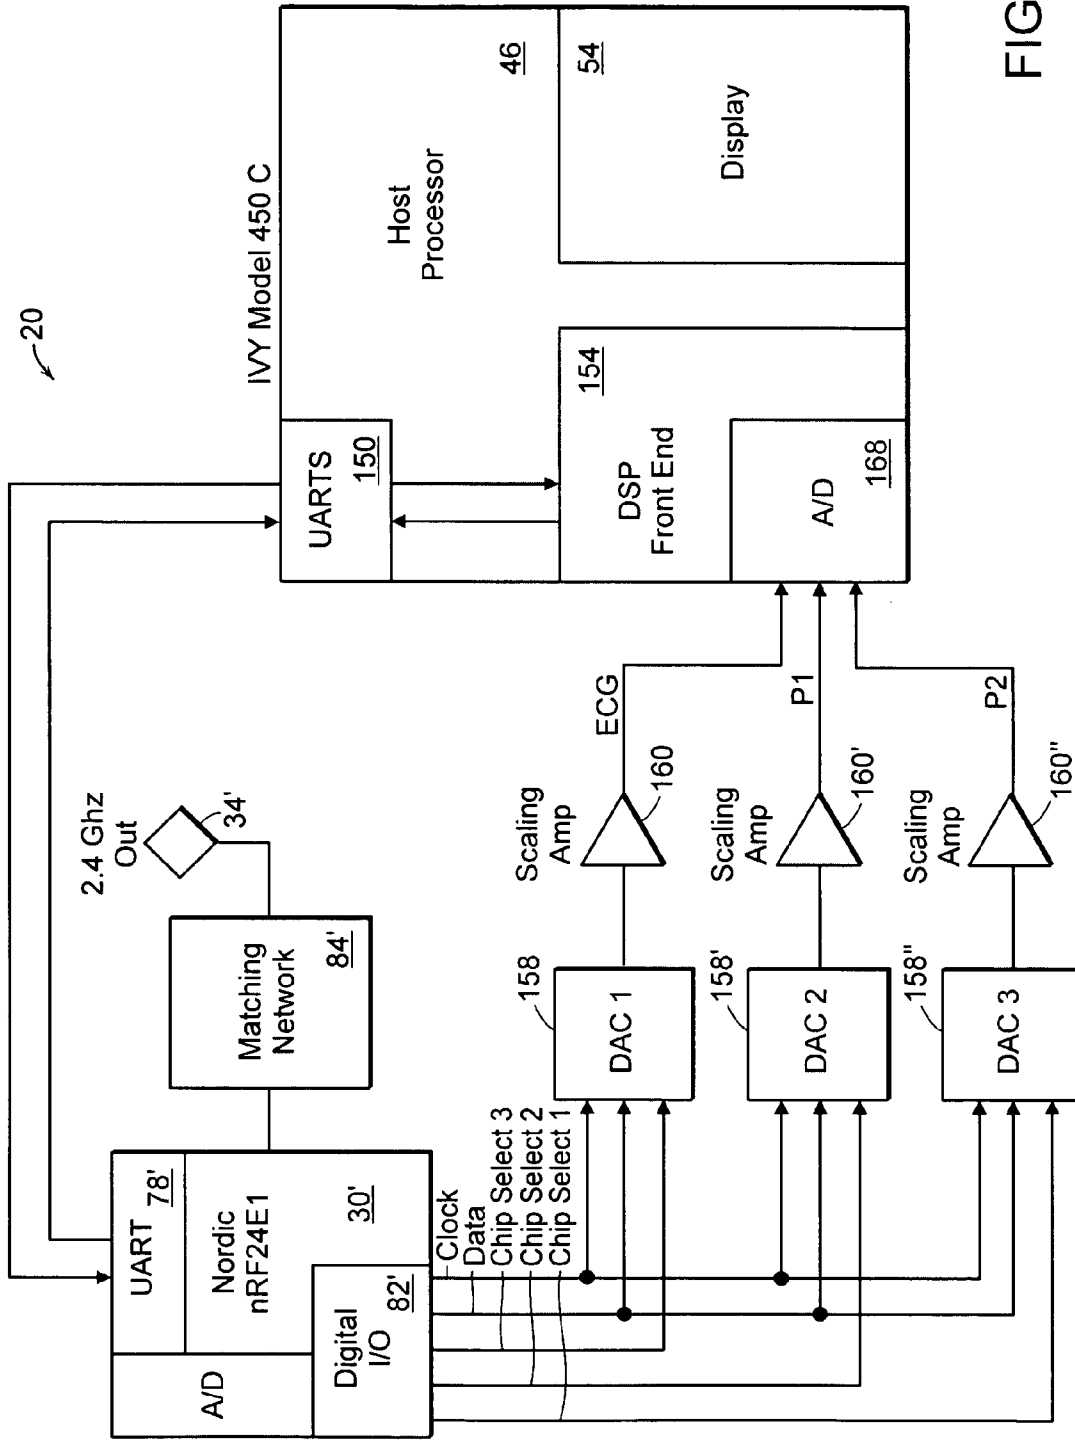 20
2.4 Ghz
Out
34'
Matching
Network
84'
UART
78'
Nordic
nRF24E1
30'
A/D
Digital
I/O
82'
Clock
Data
Chip Select 3
Chip Select 2
Chip Select 1
IVY Model 450 C
UARTS
150
Host
Processor
46
DSP
Front End
154
A/D
168
Display
54
158
DAC 1
Scaling
Amp
160
ECG
158'
DAC 2
Scaling
Amp
160'
P1
158"
DAC 3
Scaling
Amp
160"
P2
FIG